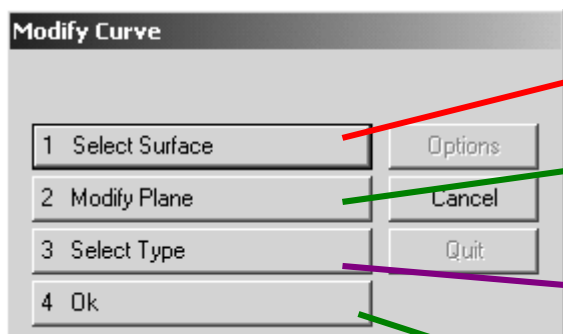 Modify Curve
1 Select Surface
Options
2 Modify Plane
Cancel
3 Select Type
Quit
4 Ok